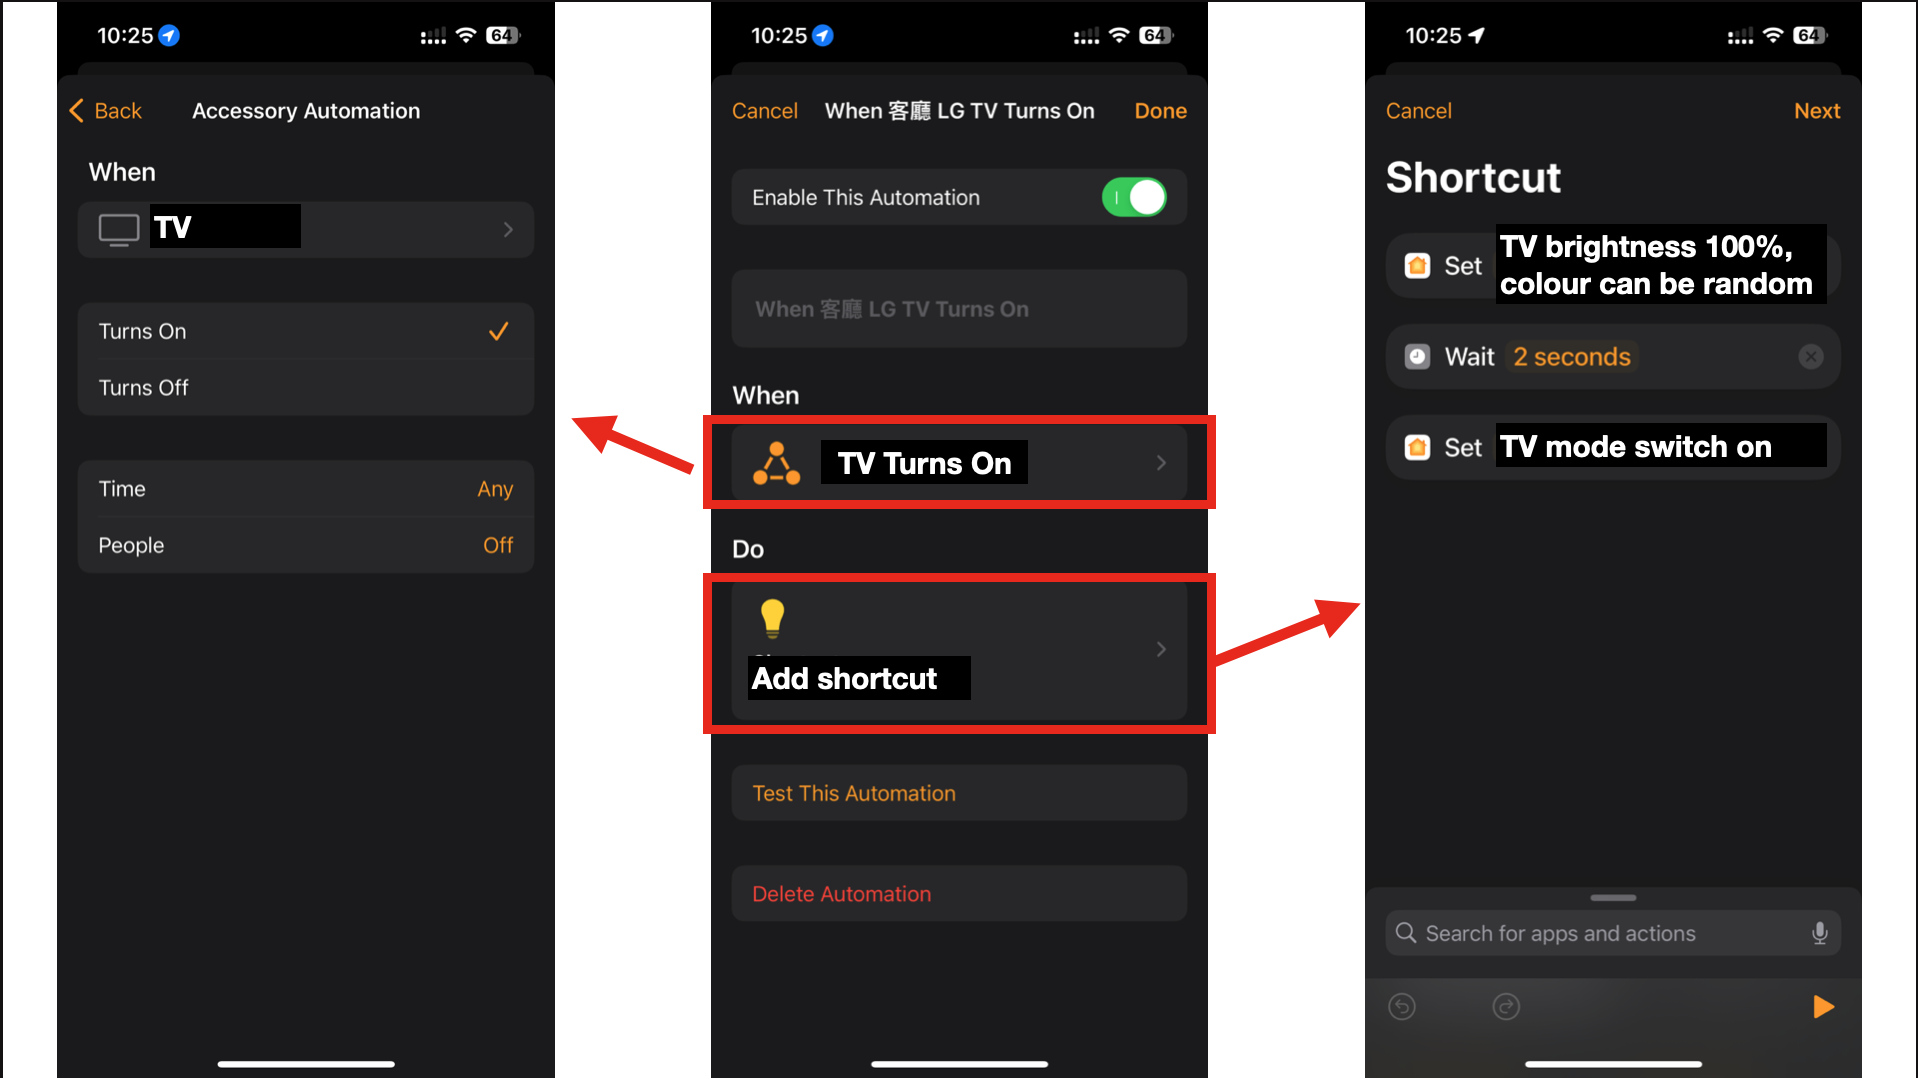 10:25
64
Back
Accessory Automation
When
TV
Turns On
Turns Off
Time
Any
People
Off
10:25
64
Cancel
When 客廳 LG TV Turns On
Done
Enable This Automation
When 客廳 LG TV Turns On
When
TV Turns On
Do
Add shortcut
Test This Automation
Delete Automation
10:25
64
Cancel
Next
Shortcut
Set TV brightness 100%,
colour can be random
Wait 2 seconds
Set TV mode switch on
Search for apps and actions